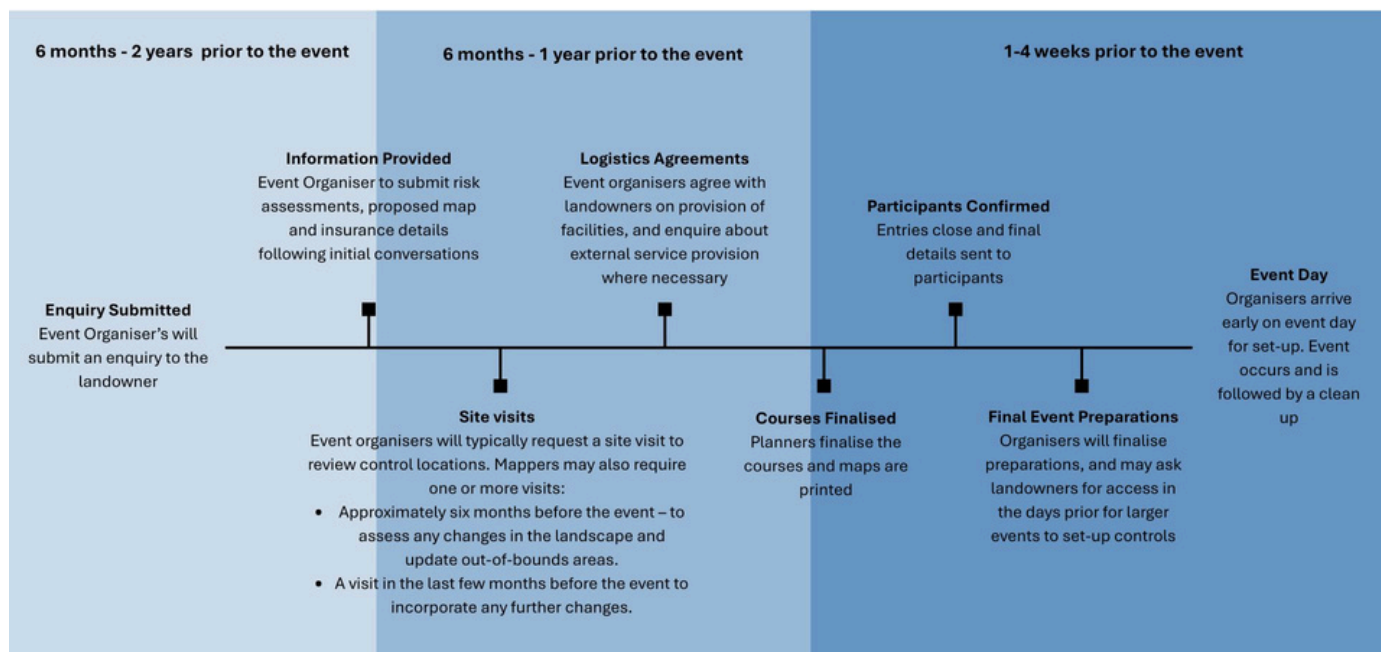 6 months - 2 years prior to the event
6 months - 1 year prior to the event
1-4 weeks prior to the event
Enquiry Submitted
Event Organiser’s will
submit an enquiry to the
landowner
Information Provided
Event Organiser to submit risk
assessments, proposed map
and insurance details
following initial conversations
Site visits
Event organisers will typically request a site visit to
review control locations. Mappers may also require
one or more visits:
• Approximately six months before the event – to
assess any changes in the landscape and
update out-of-bounds areas.
• A visit in the last few months before the event to
incorporate any further changes.
Logistics Agreements
Event organisers agree with
landowners on provision of
facilities, and enquire about
external service provision
where necessary
Courses Finalised
Planners finalise the
courses and maps are
printed
Participants Confirmed
Entries close and final
details sent to
participants
Final Event Preparations
Organisers will finalise
preparations, and may ask
landowners for access in
the days prior for larger
events to set-up controls
Event Day
Organisers arrive
early on event day
for set-up. Event
occurs and is
followed by a clean
up